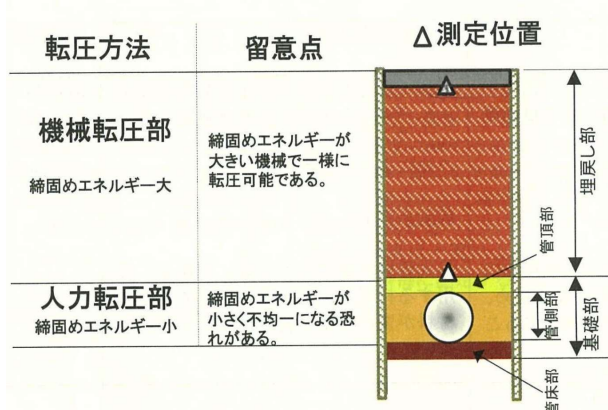 転圧方法
留意点
△測定位置
機械転圧部
締固めエネルギー大
締固めエネルギーが
大きい機械で一様に
転圧可能である。
埋戻し部
管頂部
人力転圧部
締固めエネルギー小
締固めエネルギーが
小さく不均一になる恐
れがある。
管側部
基礎部
管床部